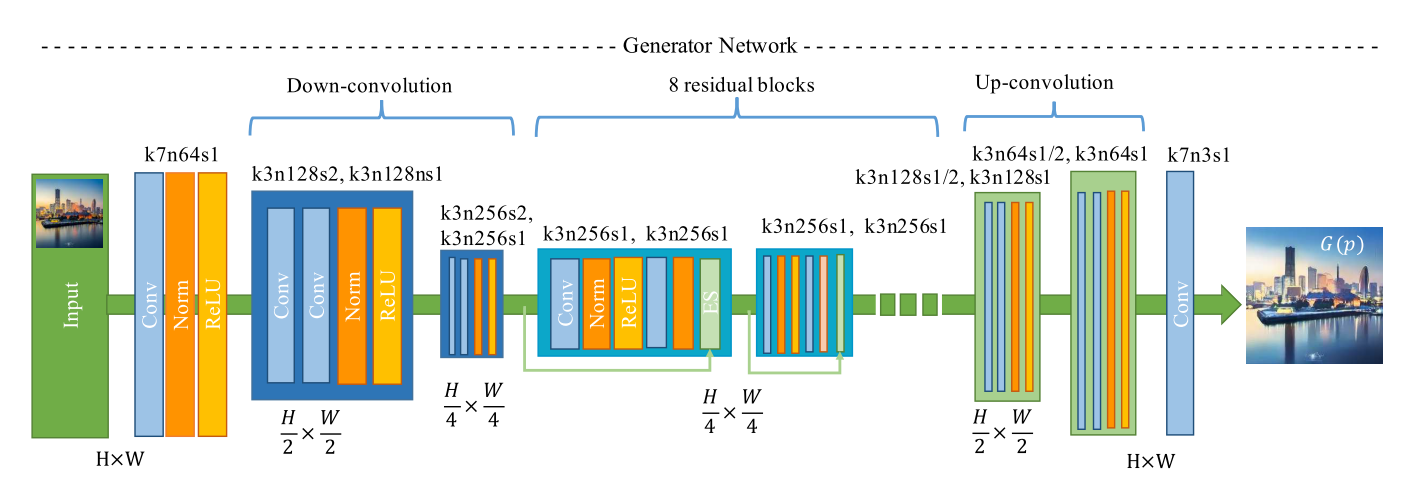 Generator Network
Down-convolution
8 residual blocks
Up-convolution
k7n64s1
k3n128s2, k3n128ns1
k3n256s2,
k3n256s1
k3n256s1, k3n256s1
k3n256s1, k3n256s1
k3n128s1/2, k3n128s1
k3n64s1/2, k3n64s1
k7n3s1
Input
Conv
Norm
ReLU
Conv
Conv
Norm
ReLU
Conv
Norm
ReLU
ES
Conv
G(p)
H×W
H/2 × W/2
H/4 × W/4
H/4 × W/4
H/2 × W/2
H×W